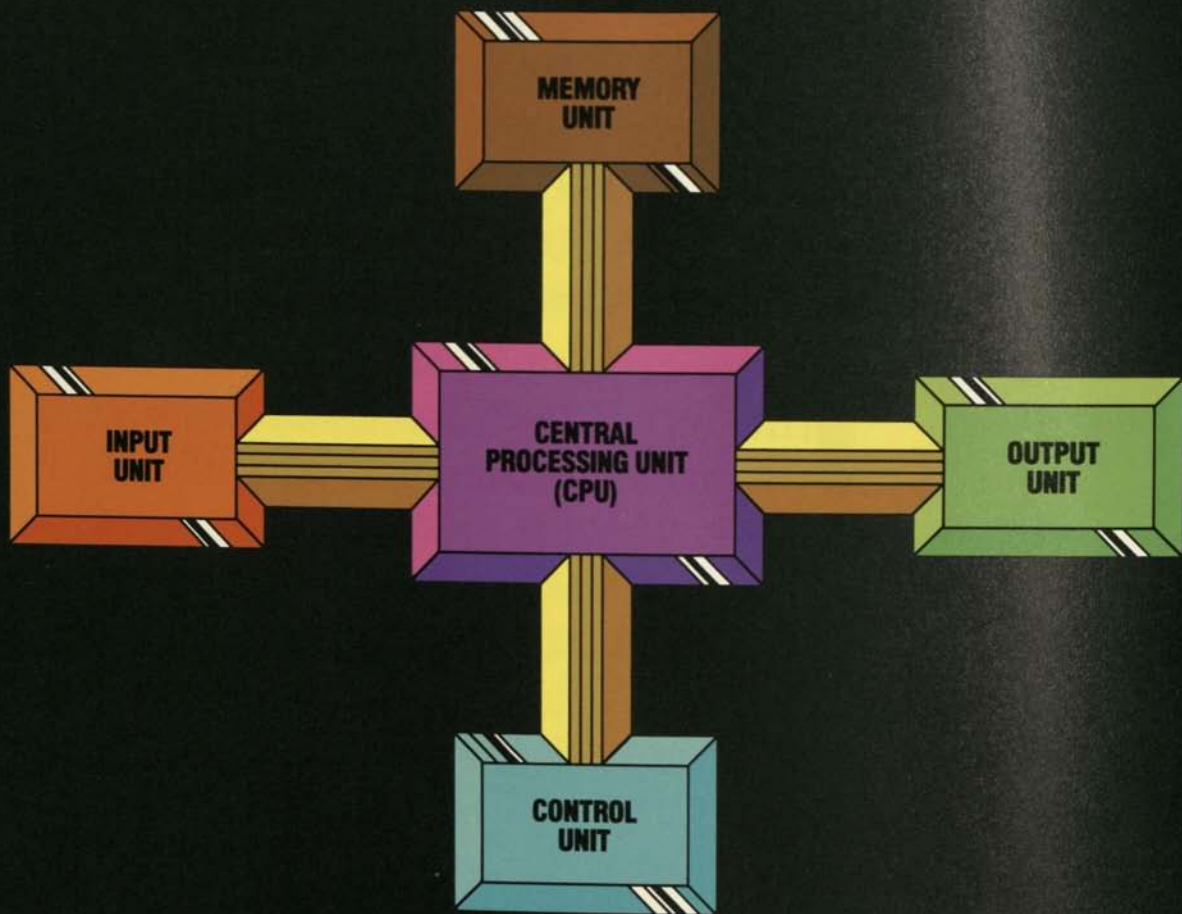 MEMORY
UNIT
INPUT
UNIT
CENTRAL
PROCESSING UNIT
(CPU)
OUTPUT
UNIT
CONTROL
UNIT